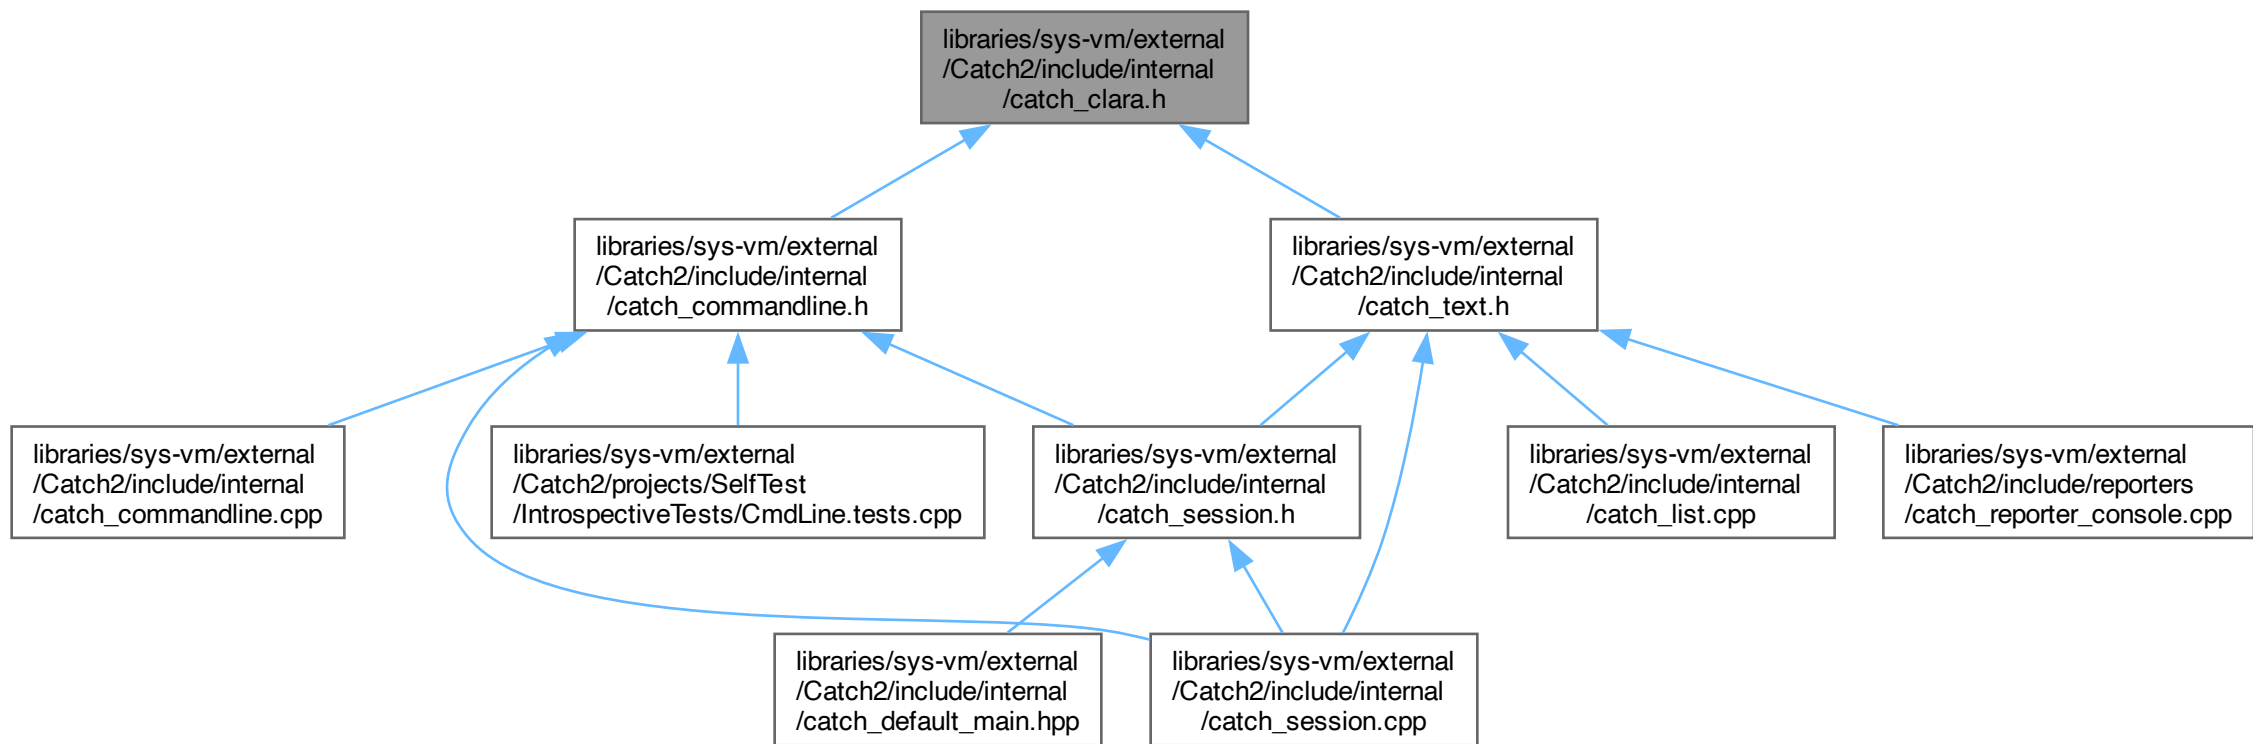 libraries/sys-vm/external
/Catch2/include/internal
/catch_clara.h
libraries/sys-vm/external
/Catch2/include/internal
/catch_commandline.h
libraries/sys-vm/external
/Catch2/include/internal
/catch_text.h
libraries/sys-vm/external
/Catch2/include/internal
/catch_commandline.cpp
libraries/sys-vm/external
/Catch2/projects/SelfTest
/IntrospectiveTests/CmdLine.tests.cpp
libraries/sys-vm/external
/Catch2/include/internal
/catch_session.h
libraries/sys-vm/external
/Catch2/include/internal
/catch_list.cpp
libraries/sys-vm/external
/Catch2/include/reporters
/catch_reporter_console.cpp
libraries/sys-vm/external
/Catch2/include/internal
/catch_default_main.hpp
libraries/sys-vm/external
/Catch2/include/internal
/catch_session.cpp